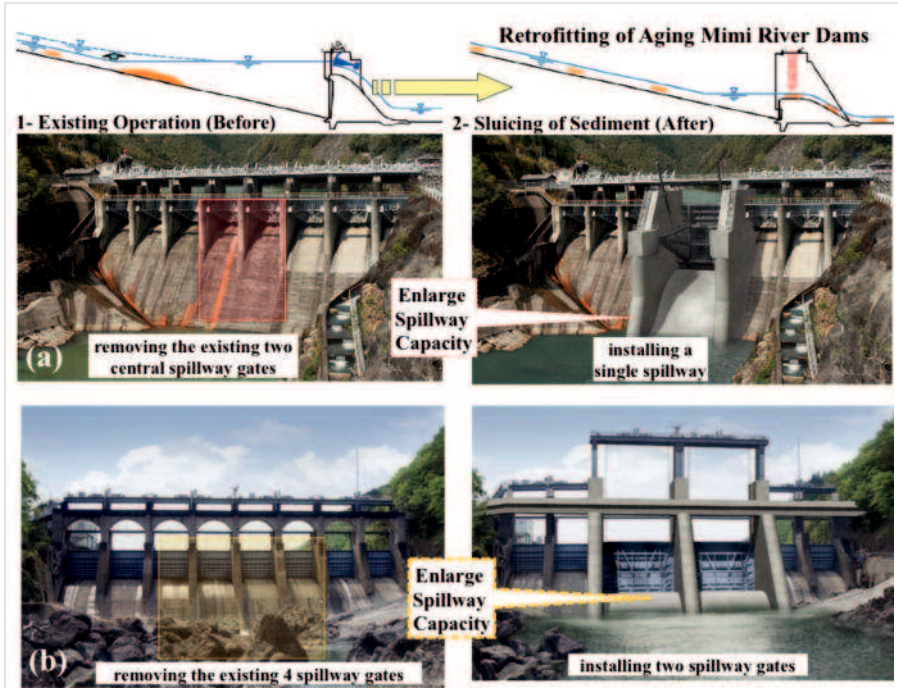 Retrofitting of Aging Mimi River Dams
1- Existing Operation (Before)
2- Sluicing of Sediment (After)
Enlarge
Spillway
Capacity
(a)
removing the existing two
central spillway gates
installing a
single spillway
Enlarge
Spillway
Capacity
(b)
removing the existing 4 spillway gates
installing two spillway gates